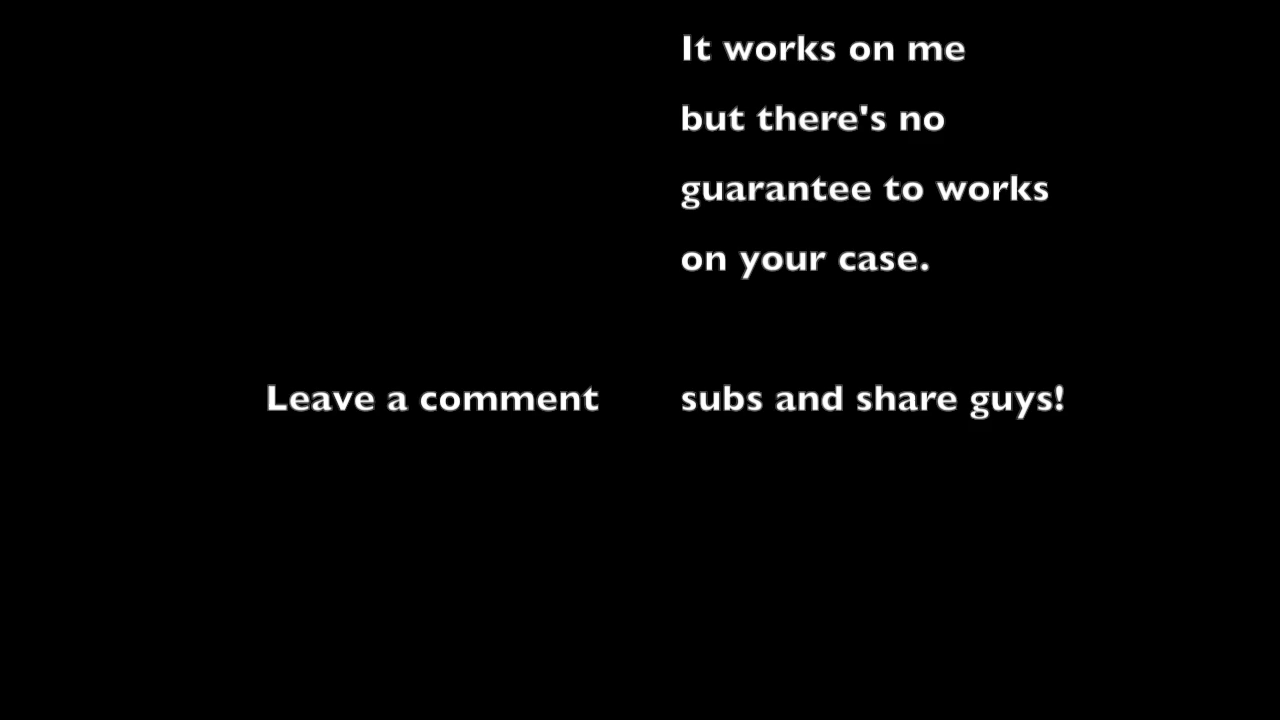 It works on me
but there's no
guarantee to works
on your case.
Leave a comment subs and share guys!